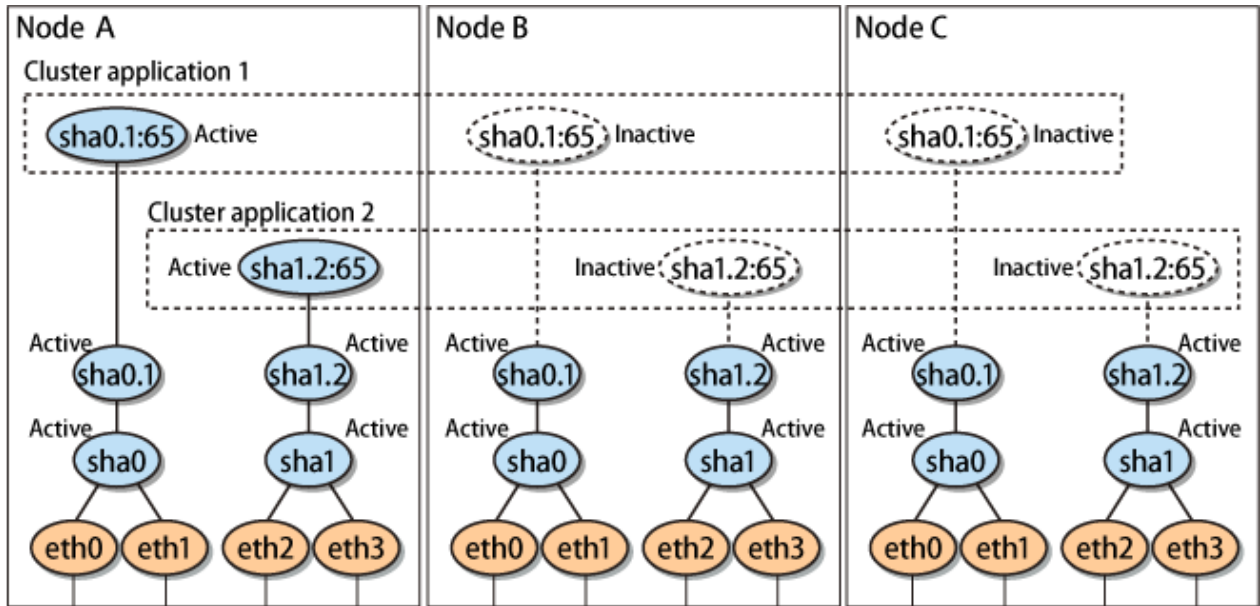 Node A Node B Node C
Cluster application 1
sha0.1:65 Active sha0.1:65 Inactive sha0.1:65 Inactive
Cluster application 2
Active sha1.2:65 Inactive sha1.2:65 Inactive sha1.2:65
Active Active Active Active Active Active
sha0.1 sha1.2 sha0.1 sha1.2 sha0.1 sha1.2
Active Active Active Active Active Active
sha0 sha1 sha0 sha1 sha0 sha1
eth0 eth1 eth2 eth3 eth0 eth1 eth2 eth3 eth0 eth1 eth2 eth3